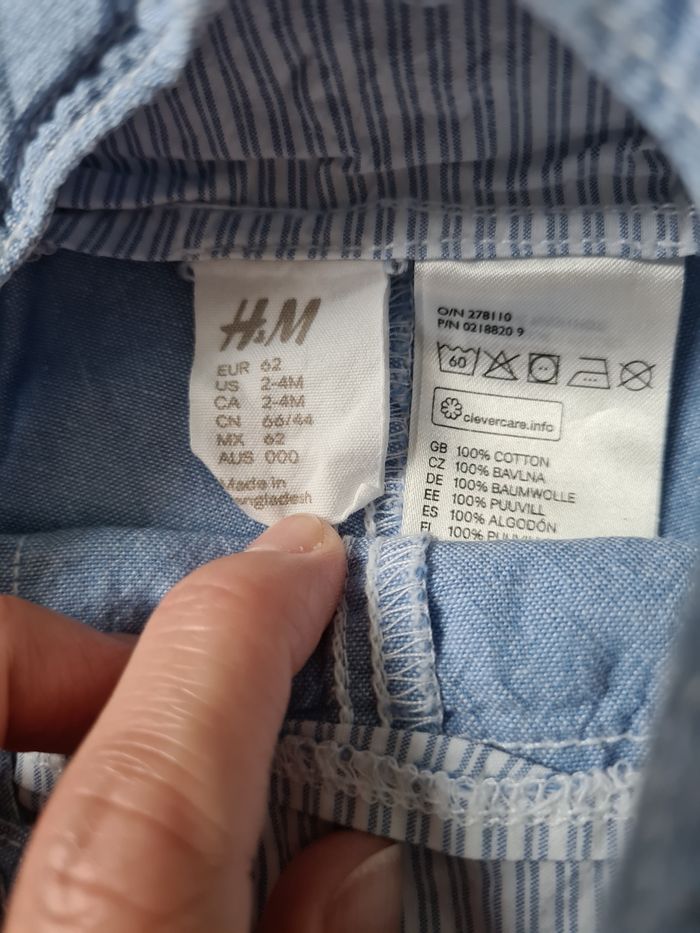 H&M
EUR 62
US 2-4M
CA 2-4M
CN 66/44
MX 62
AUS 000
Made in
angladesh
O/N 278110
P/N 0218820 9
60
clevercare.info
GB 100% COTTON
CZ 100% BAVLNA
DE 100% BAUMWOLLE
EE 100% PUUVILL
ES 100% ALGODÓN
100%